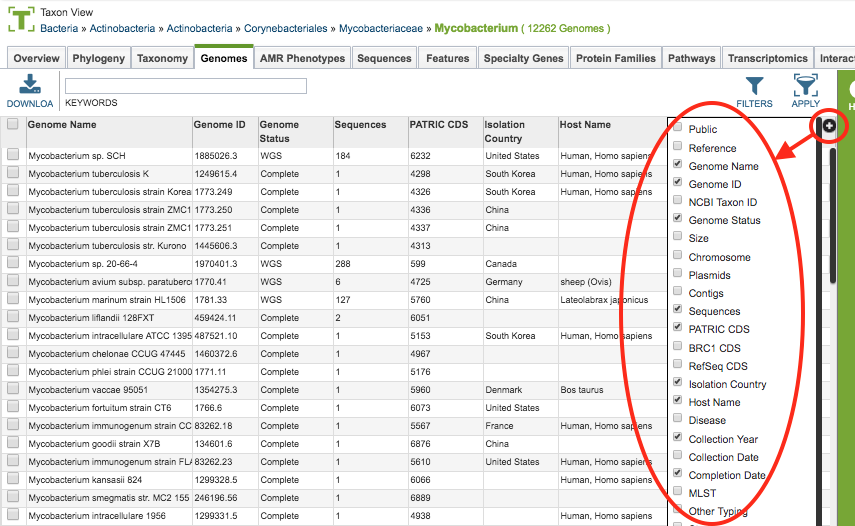 Taxon View
Bacteria » Actinobacteria » Actinobacteria » Corynebacteriales » Mycobacteriaceae » Mycobacterium ( 12262 Genomes )
Overview Phylogeny Taxonomy Genomes AMR Phenotypes Sequences Features Specialty Genes Protein Families Pathways Transcriptomics Interac
DOWNLOA KEYWORDS FILTERS APPLY H
Genome Name Genome ID Genome Status Sequences PATRIC CDS Isolation Country Host Name
Mycobacterium sp. SCH 1885026.3 WGS 184 6232 United States Human, Homo sapiens
Mycobacterium tuberculosis K 1249615.4 Complete 1 4298 South Korea Human, Homo sapiens
Mycobacterium tuberculosis strain Korea 1773.249 Complete 1 4326 South Korea Human, Homo sapiens
Mycobacterium tuberculosis strain ZMC1 1773.250 Complete 1 4336 China
Mycobacterium tuberculosis strain ZMC1 1773.251 Complete 1 4337 China
Mycobacterium tuberculosis str. Kurono 1445606.3 Complete 1 4313
Mycobacterium sp. 20-66-4 1970401.3 WGS 288 599 Canada
Mycobacterium avium subsp. paratuberc 1770.41 WGS 6 4725 Germany sheep (Ovis)
Mycobacterium marinum strain HL1506 1781.33 WGS 127 5760 China Lateolabrax japonicus
Mycobacterium liflandii 128FXT 459424.11 Complete 2 6051
Mycobacterium intracellulare ATCC 1395 487521.10 Complete 1 5153 South Korea Human, Homo sapiens
Mycobacterium chelonae CCUG 47445 1460372.6 Complete 1 4967
Mycobacterium phlei strain CCUG 21000 1771.11 Complete 1 5176
Mycobacterium vaccae 95051 1354275.3 Complete 1 5960 Denmark Bos taurus
Mycobacterium fortuitum strain CT6 1766.6 Complete 1 6073 United States
Mycobacterium immunogenum strain CC 83262.18 Complete 1 5567 France Human, Homo sapiens
Mycobacterium goodii strain X7B 134601.6 Complete 1 6876 China
Mycobacterium immunogenum strain FLA 83262.23 Complete 1 5610 United States Human, Homo sapiens
Mycobacterium kansasii 824 1299328.5 Complete 1 6066 Human, Homo sapiens
Mycobacterium smegmatis str. MC2 155 246196.56 Complete 1 6889
Mycobacterium intracellulare 1956 1299331.5 Complete 1 4938 Human, Homo sapiens
Public
Reference
Genome Name
Genome ID
NCBI Taxon ID
Genome Status
Size
Chromosome
Plasmids
Contigs
Sequences
PATRIC CDS
BRC1 CDS
RefSeq CDS
Isolation Country
Host Name
Disease
Collection Year
Collection Date
Completion Date
MLST
Other Typing